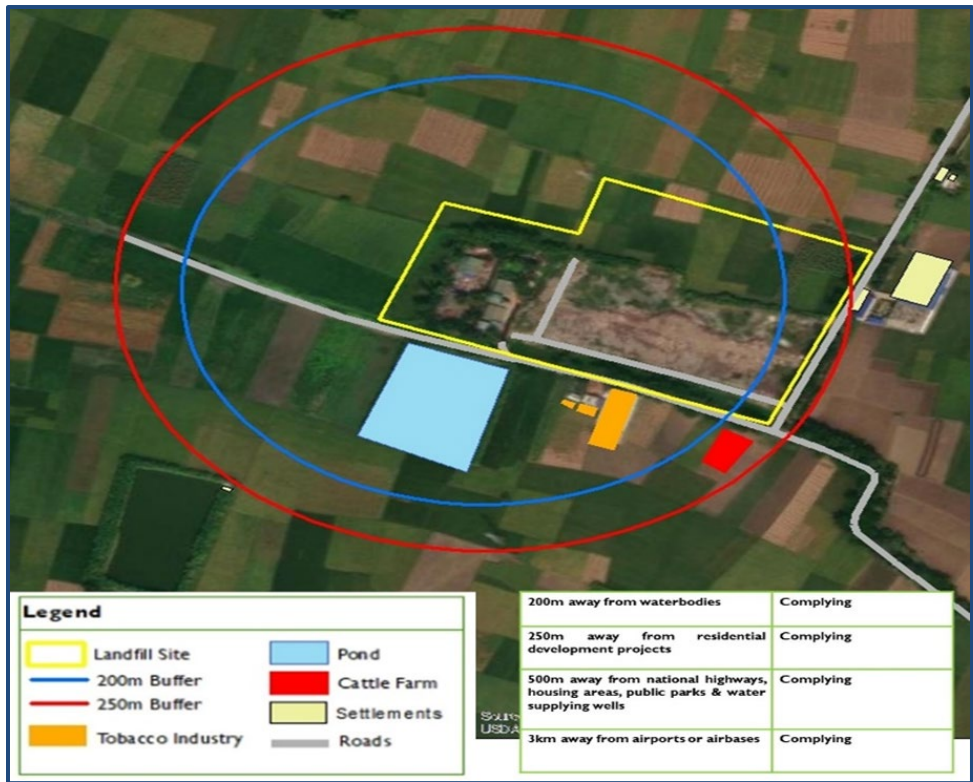 Legend
Landfill Site
200m Buffer
250m Buffer
Tobacco Industry
Pond
Cattle Farm
Settlements
Roads
200m away from waterbodies Complying
250m away from residential
development projects Complying
500m away from national highways,
housing areas, public parks & water
supplying wells Complying
3km away from airports or airbases Complying